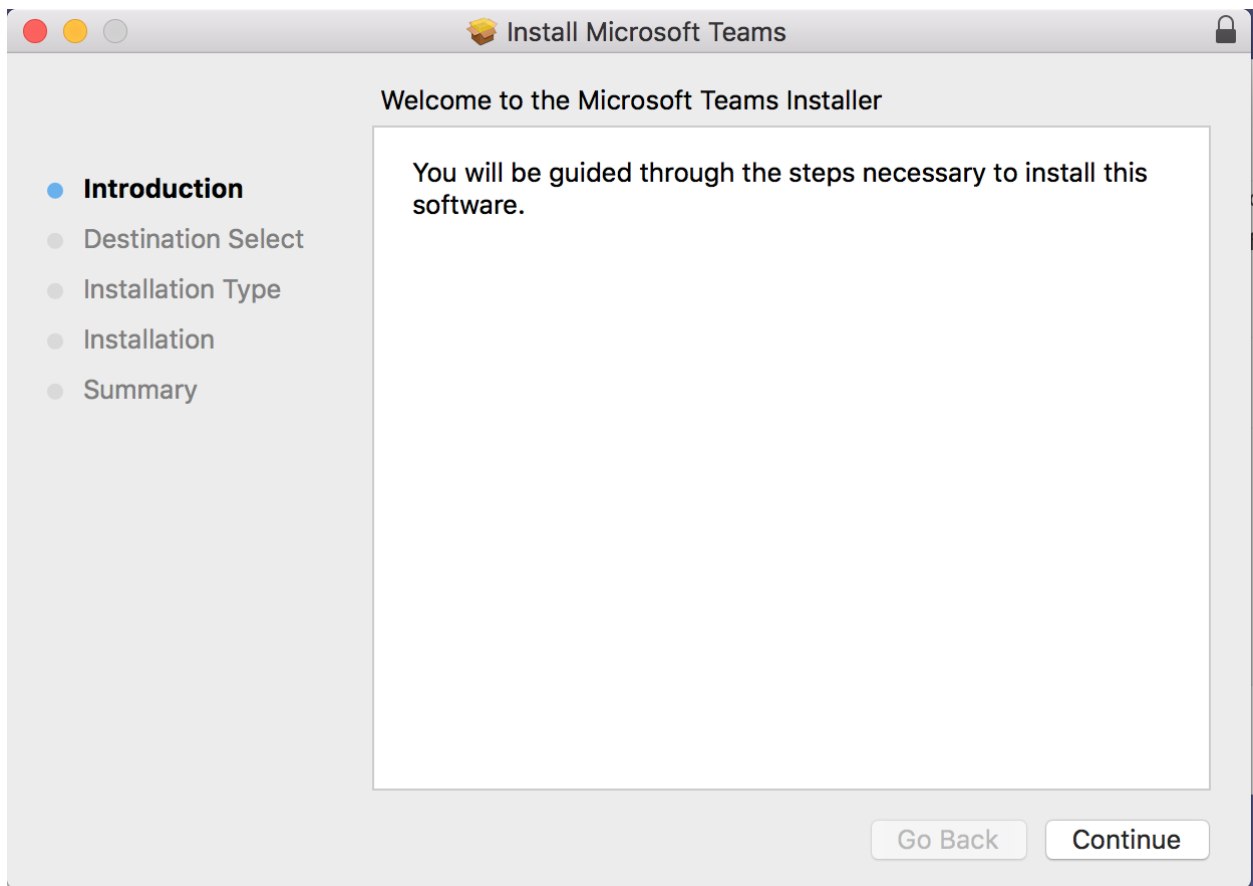 Install Microsoft Teams
Welcome to the Microsoft Teams Installer
Introduction
Destination Select
Installation Type
Installation
Summary
You will be guided through the steps necessary to install this
software.
Go Back
Continue